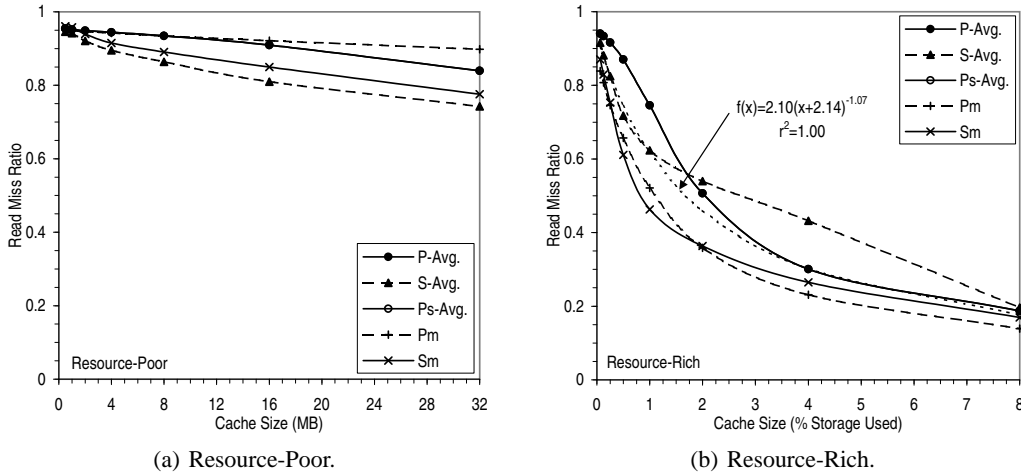 1
0.8
0.6
0.4
0.2
0
Read Miss Ratio
P-Avg.
S-Avg.
Ps-Avg.
Pm
Sm
Resource-Poor
0 4 8 12 16 20 24 28 32
Cache Size (MB)
(a) Resource-Poor.
1
0.8
0.6
0.4
0.2
0
Read Miss Ratio
P-Avg.
S-Avg.
Ps-Avg.
Pm
Sm
f(x)=2.10(x+2.14)-1.07
r2=1.00
Resource-Rich
0 1 2 3 4 5 6 7 8
Cache Size (% Storage Used)
(b) Resource-Rich.